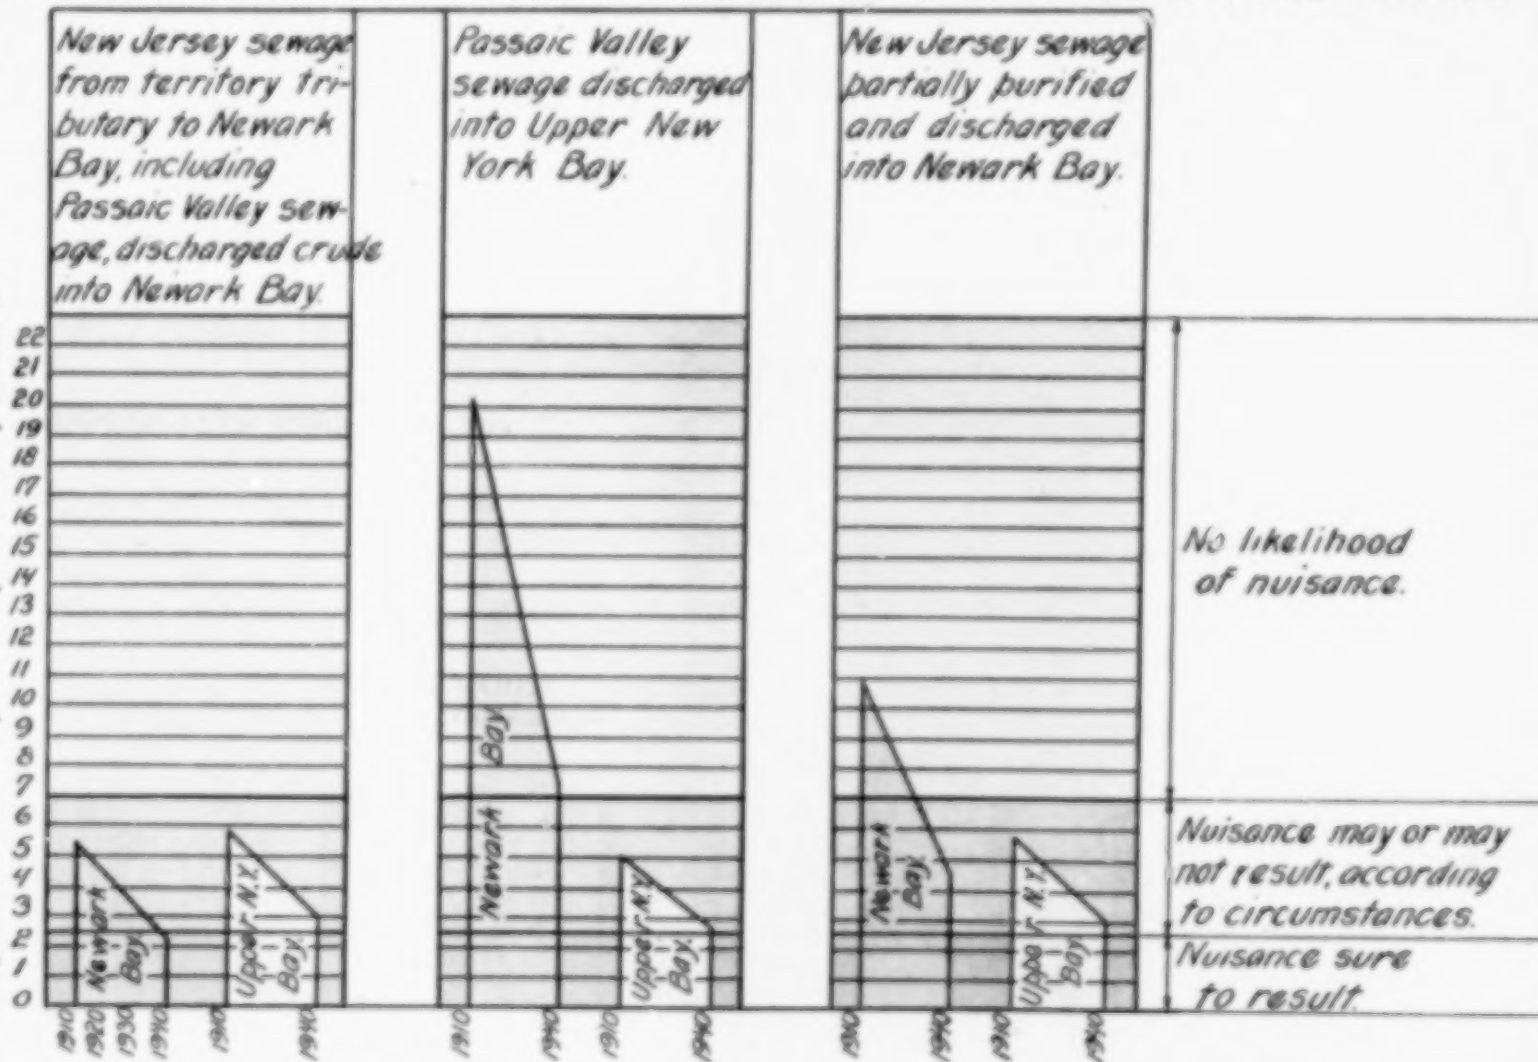 New Jersey sewage
from territory tri-
butary to Newark
Bay, including
Passaic Valley sew-
age, discharged crude
into Newark Bay.
Passaic Valley
sewage discharged
into Upper New
York Bay.
New Jersey sewage
partially purified
and discharged
into Newark Bay.
22
21
20
19
18
17
16
15
14
13
12
11
10
9
8
7
6
5
4
3
2
1
0
Newark
Bay
Upper N.Y.
Bay.
Newark Bay
Upper N.Y.
Bay.
Newark
Bay.
Upper N.Y.
Bay
No likelihood
of nuisance.
Nuisance may or may
not result, according
to circumstances.
Nuisance sure
to result.
1910
1920
1930
1940
1940
1910
1940
1910
1940
1910
1940
1910
1940